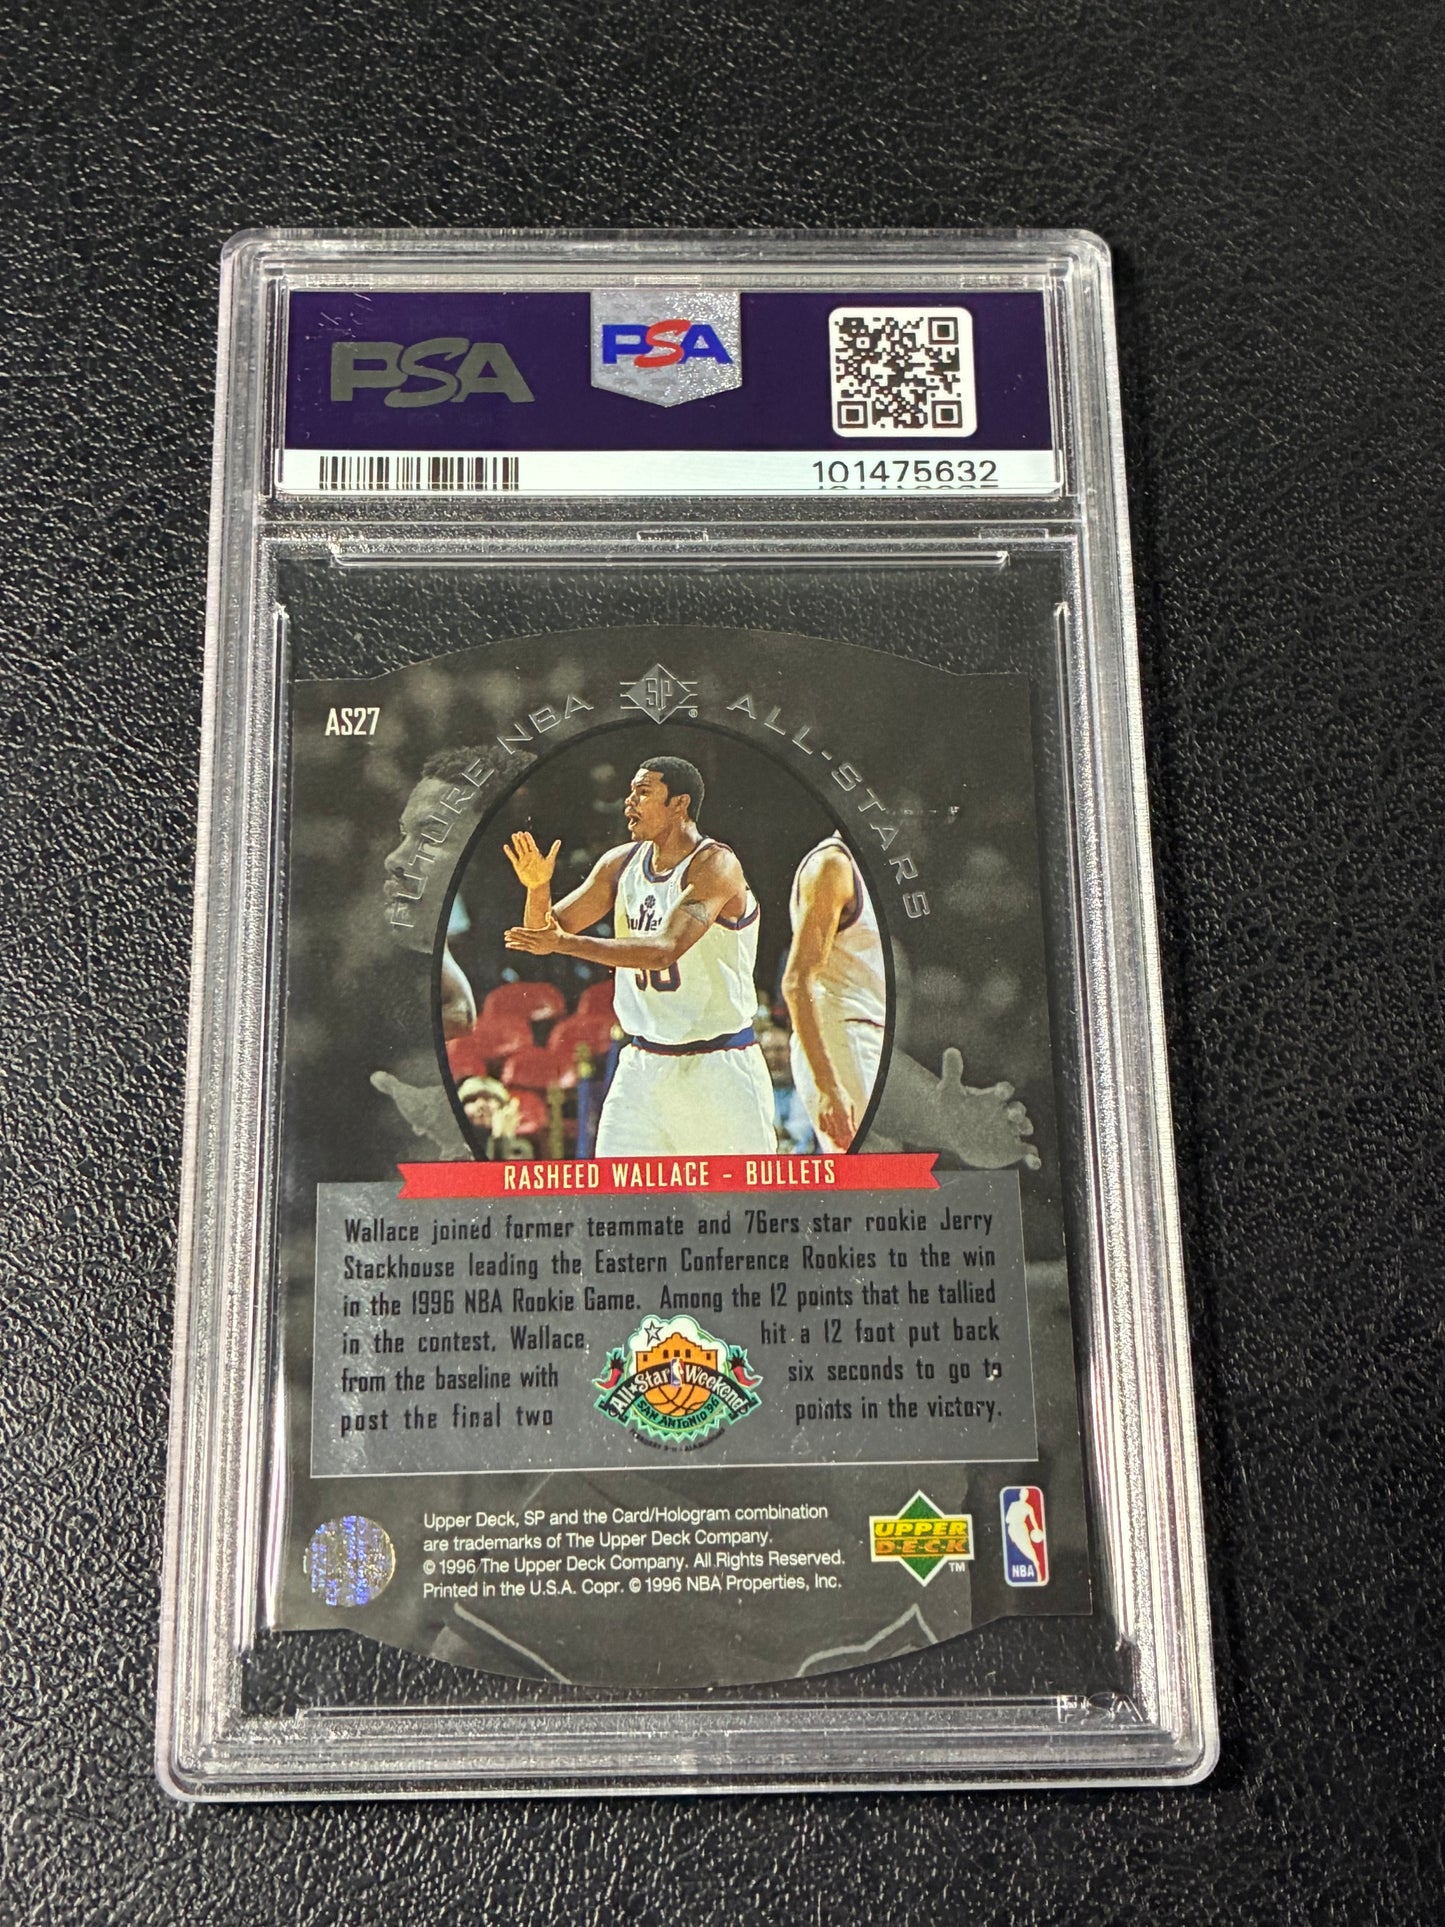 PSA
PSA
101475632
AS27
FUTURE NBA SP ® ALL-STARS
Bullets
30
RASHEED WALLACE - BULLETS
Wallace joined former teammate and 76ers star rookie Jerry
Stackhouse leading the Eastern Conference Rookies to the win
in the 1996 NBA Rookie Game. Among the 12 points that he tallied
in the contest, Wallace hit a 12 foot put back
from the baseline with six seconds to go to
post the final two points in the victory.
All★Star Weekend
SAN ANTONIO '96
Upper Deck, SP and the Card/Hologram combination
are trademarks of The Upper Deck Company.
© 1996 The Upper Deck Company. All Rights Reserved.
Printed in the U.S.A. Copr. © 1996 NBA Properties, Inc.
UPPER
D·E·C·K
TM
NBA
PSA